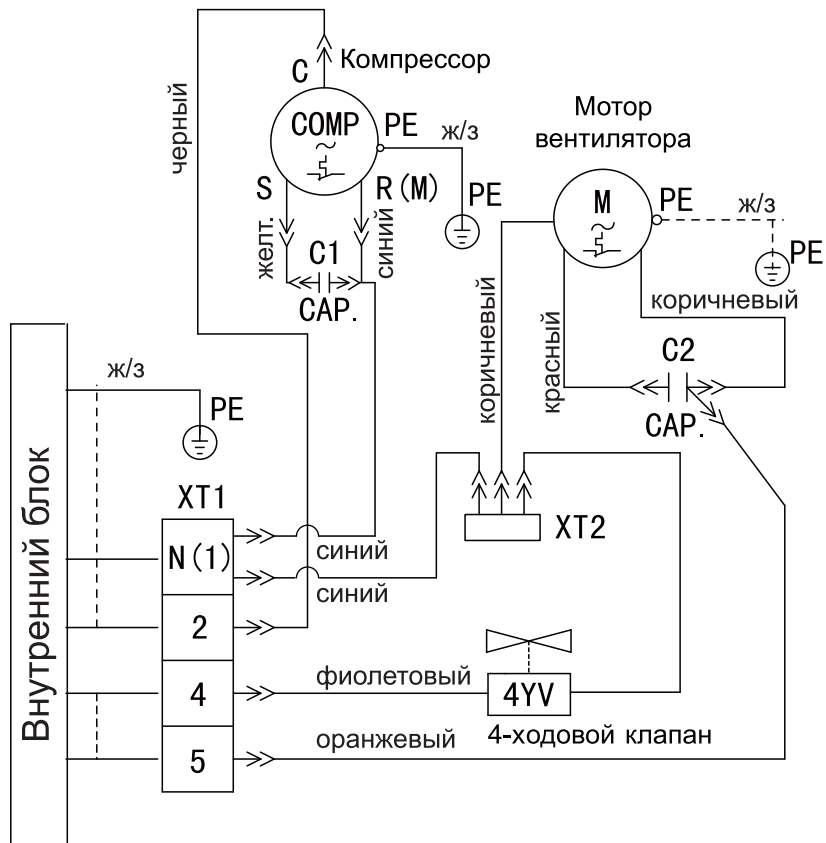 C
Компрессор
черный
COMP
PE
ж/з
S
R(M)
PE
желт.
C1
синий
CAP.
Мотор
вентилятора
M
PE
ж/з
PE
коричневый
коричневый
красный
C2
CAP.
ж/з
PE
Внутренний блок
XT1
N(1)
синий
синий
XT2
2
4
фиолетовый
4YV
4-ходовой клапан
5
оранжевый